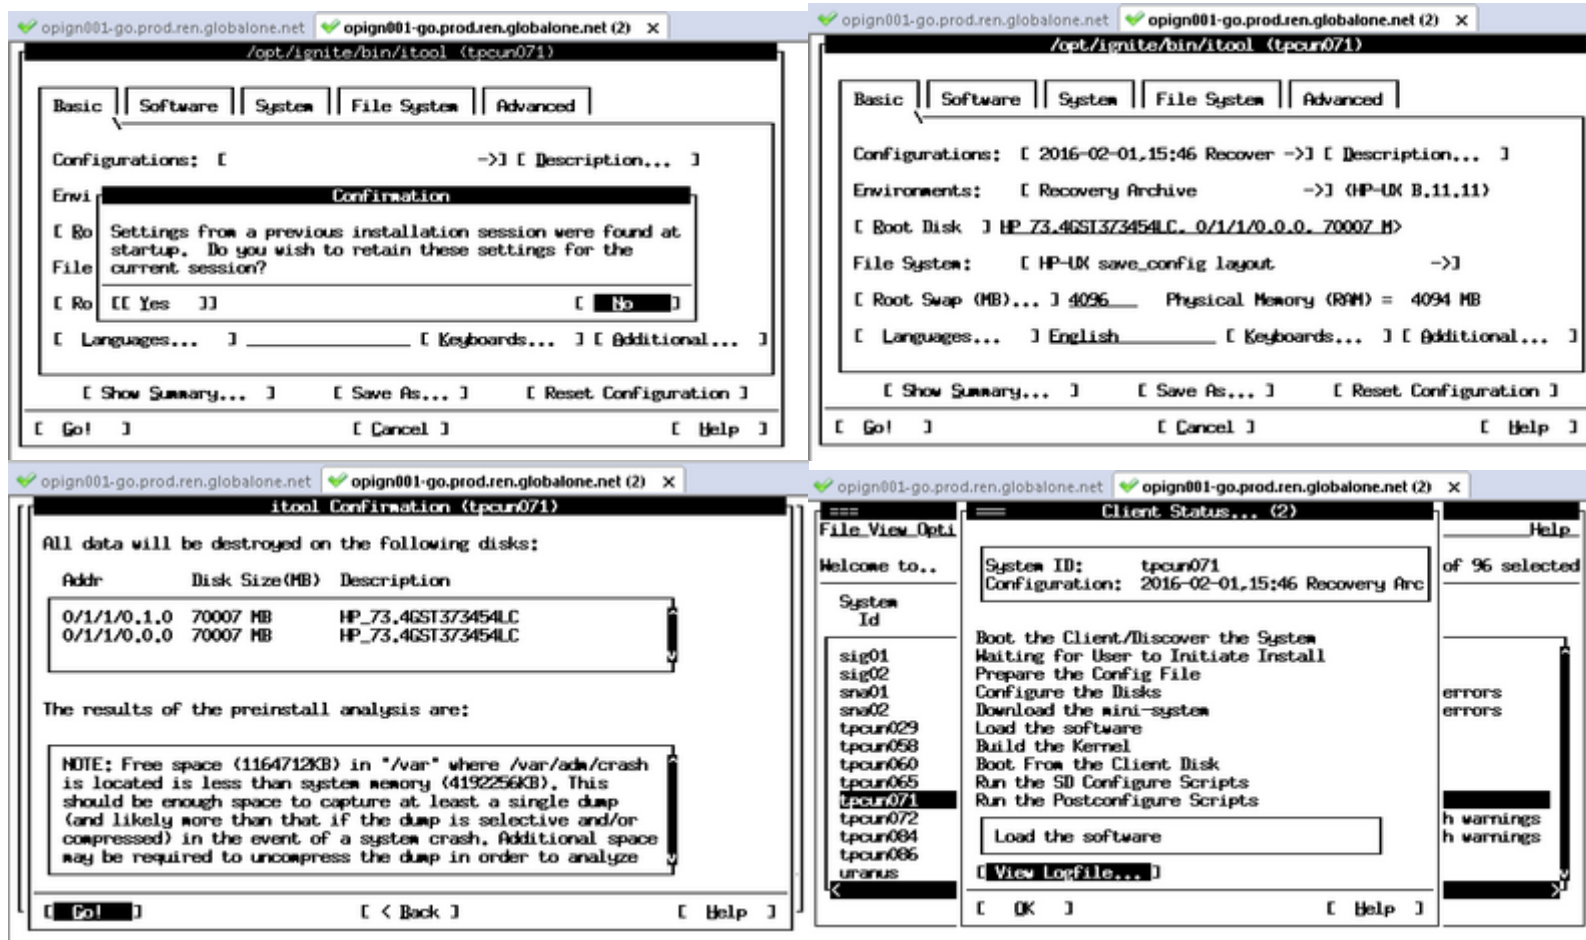 opign001-go.prod.ren.globalone.net opign001-go.prod.ren.globalone.net (2) X
/opt/ignite/bin/itool (tpcun071)
Basic Software System File System Advanced
Configurations: [ ->] [ Description... ]
Envi
Confirmation
[ Ro
Settings from a previous installation session were found at
startup. Do you wish to retain these settings for the
File
current session?
[ Ro [[ Yes ]] [ No ]
[ Languages... ] [ Keyboards... ] [ Additional... ]
[ Show Summary... ] [ Save As... ] [ Reset Configuration ]
[ Go! ] [ Cancel ] [ Help ]
opign001-go.prod.ren.globalone.net opign001-go.prod.ren.globalone.net (2) X
/opt/ignite/bin/itool (tpcun071)
Basic Software System File System Advanced
Configurations: [ 2016-02-01,15:46 Recover ->] [ Description... ]
Environments: [ Recovery Archive ->] (HP-UX B.11.11)
[ Root Disk ] HP_73.4GST373454LC, 0/1/1/0.0.0, 70007 M>
File System: [ HP-UX save_config layout ->]
[ Root Swap (MB)... ] 4096 Physical Memory (RAM) = 4094 MB
[ Languages... ] English [ Keyboards... ] [ Additional... ]
[ Show Summary... ] [ Save As... ] [ Reset Configuration ]
[ Go! ] [ Cancel ] [ Help ]
opign001-go.prod.ren.globalone.net opign001-go.prod.ren.globalone.net (2) X
itool Confirmation (tpcun071)
All data will be destroyed on the following disks:
Addr Disk Size(MB) Description
0/1/1/0.1.0 70007 MB HP_73.4GST373454LC
0/1/1/0.0.0 70007 MB HP_73.4GST373454LC
The results of the preinstall analysis are:
NOTE: Free space (1164712KB) in "/var" where /var/adm/crash
is located is less than system memory (4192256KB). This
should be enough space to capture at least a single dump
(and likely more than that if the dump is selective and/or
compressed) in the event of a system crash. Additional space
may be required to uncompress the dump in order to analyze
[ Go! ] [ < Back ] [ Help ]
opign001-go.prod.ren.globalone.net opign001-go.prod.ren.globalone.net (2) X
=== Client Status... (2)
File View Opti Help
Welcome to.. of 96 selected
System ID: tpcun071
Configuration: 2016-02-01,15:46 Recovery Arc
System
Id
Boot the Client/Discover the System
sig01 Waiting for User to Initiate Install
sig02 Prepare the Config File
sna01 Configure the Disks errors
sna02 Download the mini-system errors
tpcun029 Load the software
tpcun058 Build the Kernel
tpcun060 Boot From the Client Disk
tpcun065 Run the SD Configure Scripts
tpcun071 Run the Postconfigure Scripts
tpcun072 h warnings
tpcun084 Load the software h warnings
tpcun086
uranus [ View Logfile... ]
[ OK ] [ Help ]